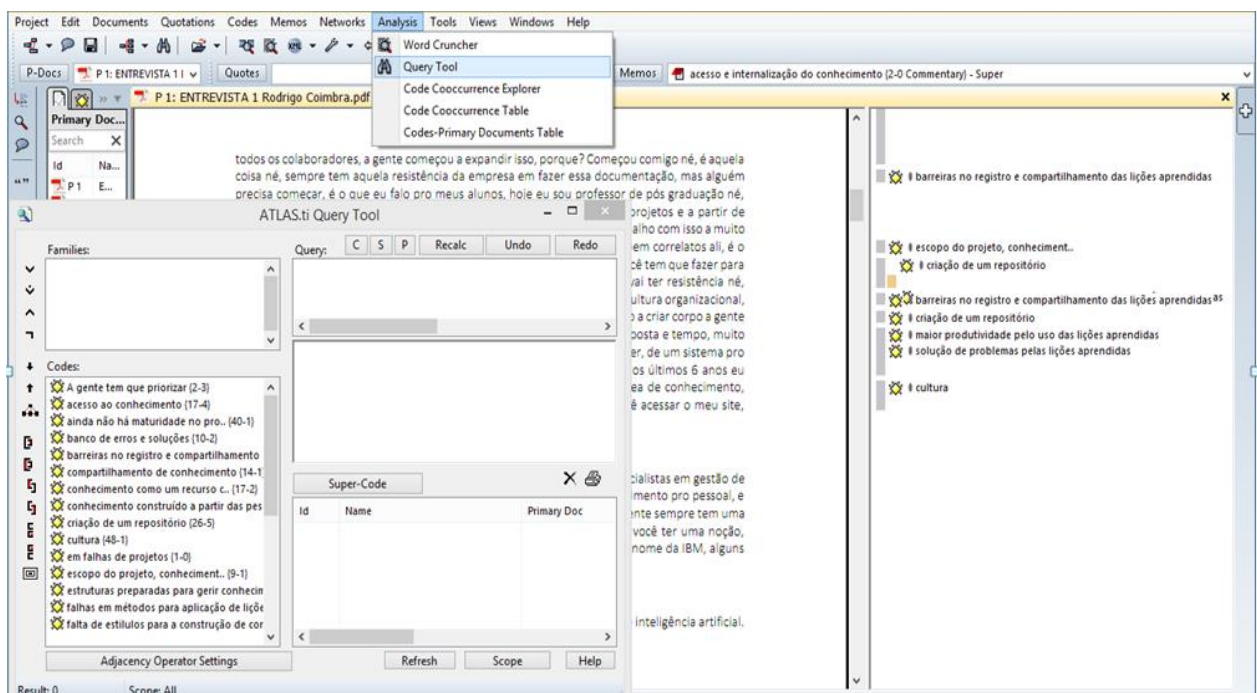 Project Edit Documents Quotations Codes Memos Networks Analysis Tools Views Windows Help
Word Cruncher
Query Tool
Code Cooccurrence Explorer
Code Cooccurrence Table
Codes-Primary Documents Table
P-Docs P 1: ENTREVISTA 1 I Quotes Memos acesso e internalização do conhecimento {2-0 Commentary} - Super
P 1: ENTREVISTA 1 Rodrigo Coimbra.pdf
Primary Doc...
Search
Id Na...
P 1 E...
todos os colaboradores, a gente começou a expandir isso, porque? Começou comigo né, é aquela
coisa né, sempre tem aquela resistência da empresa em fazer essa documentação, mas alguém
precisa começar, é o que eu falo pro meus alunos, hoje eu sou professor de pós graduação né,
projetos e a partir de
alho com isso a muito
em correlatos ali, é o
cê tem que fazer para
vai ter resistência né,
ultura organizacional,
o a criar corpo a gente
posta e tempo, muito
er, de um sistema pro
os últimos 6 anos eu
ea de conhecimento,
ê acessar o meu site,
cialistas em gestão de
imento pro pessoal, e
ente sempre tem uma
você ter uma noção,
nome da IBM, alguns
inteligência artificial.
barreiras no registro e compartilhamento das lições aprendidas
escopo do projeto, conheciment..
criação de um repositório
barreiras no registro e compartilhamento das lições aprendidas as
criação de um repositório
maior produtividade pelo uso das lições aprendidas
solução de problemas pelas lições aprendidas
cultura
ATLAS.ti Query Tool
Families:
Query: C S P Recalc Undo Redo
Codes:
A gente tem que priorizar {2-3}
acesso ao conhecimento {17-4}
ainda não há maturidade no pro.. {40-1}
banco de erros e soluções {10-2}
barreiras no registro e compartilhamento
compartilhamento de conhecimento {14-1
conhecimento como um recurso c.. {17-2}
conhecimento construído a partir das pes
criação de um repositório {26-5}
cultura {48-1}
em falhas de projetos {1-0}
escopo do projeto, conheciment.. {9-1}
estruturas preparadas para gerir conhecin
falhas em métodos para aplicação de liçõe
falta de estilulos para a construção de cor
Super-Code
Id Name Primary Doc
Adjacency Operator Settings Refresh Scope Help
Result: 0 Scope: All